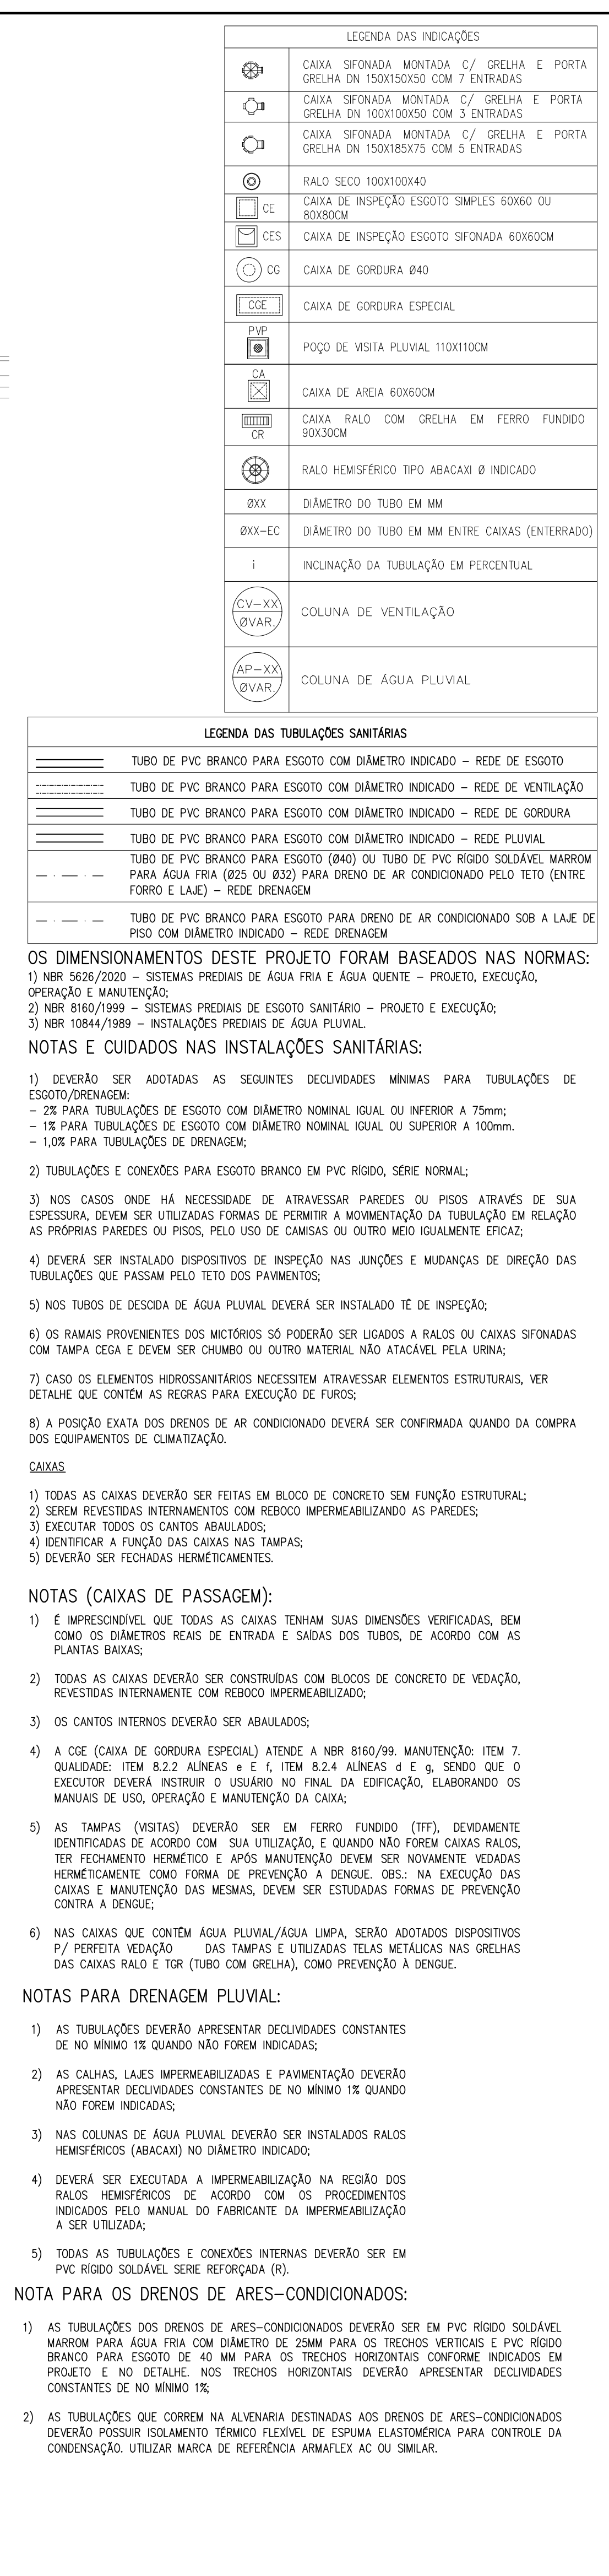 LEGENDA DAS INDICAÇÕES
CAIXA SIFONADA MONTADA C/ GRELHA E PORTA
GRELHA DN 150X150X50 COM 7 ENTRADAS
CAIXA SIFONADA MONTADA C/ GRELHA E PORTA
GRELHA DN 100X100X50 COM 3 ENTRADAS
CAIXA SIFONADA MONTADA C/ GRELHA E PORTA
GRELHA DN 150X185X75 COM 5 ENTRADAS
RALO SECO 100X100X40
CE
CAIXA DE INSPEÇÃO ESGOTO SIMPLES 60X60 OU
80X80CM
CES
CAIXA DE INSPEÇÃO ESGOTO SIFONADA 60X60CM
CG
CAIXA DE GORDURA Ø40
CGE
CAIXA DE GORDURA ESPECIAL
PVP
POÇO DE VISITA PLUVIAL 110X110CM
CA
CAIXA DE AREIA 60X60CM
CAIXA RALO COM GRELHA EM FERRO FUNDIDO
90X30CM
CR
RALO HEMISFÉRICO TIPO ABACAXI Ø INDICADO
ØXX
DIÂMETRO DO TUBO EM MM
ØXX-EC
DIÂMETRO DO TUBO EM MM ENTRE CAIXAS (ENTERRADO)
i
INCLINAÇÃO DA TUBULAÇÃO EM PERCENTUAL
CV-XX
ØVAR.
COLUNA DE VENTILAÇÃO
AP-XX
ØVAR.
COLUNA DE ÁGUA PLUVIAL
LEGENDA DAS TUBULAÇÕES SANITÁRIAS
TUBO DE PVC BRANCO PARA ESGOTO COM DIÂMETRO INDICADO - REDE DE ESGOTO
TUBO DE PVC BRANCO PARA ESGOTO COM DIÂMETRO INDICADO - REDE DE VENTILAÇÃO
TUBO DE PVC BRANCO PARA ESGOTO COM DIÂMETRO INDICADO - REDE DE GORDURA
TUBO DE PVC BRANCO PARA ESGOTO COM DIÂMETRO INDICADO - REDE PLUVIAL
TUBO DE PVC BRANCO PARA ESGOTO (Ø40) OU TUBO DE PVC RÍGIDO SOLDÁVEL MARROM
PARA ÁGUA FRIA (Ø25 OU Ø32) PARA DRENO DE AR CONDICIONADO PELO TETO (ENTRE
FORRO E LAJE) - REDE DRENAGEM
TUBO DE PVC BRANCO PARA ESGOTO PARA DRENO DE AR CONDICIONADO SOB A LAJE DE
PISO COM DIÂMETRO INDICADO - REDE DRENAGEM
OS DIMENSIONAMENTOS DESTE PROJETO FORAM BASEADOS NAS NORMAS:
1) NBR 5626/2020 - SISTEMAS PREDIAIS DE ÁGUA FRIA E ÁGUA QUENTE - PROJETO, EXECUÇÃO,
OPERAÇÃO E MANUTENÇÃO;
2) NBR 8160/1999 - SISTEMAS PREDIAIS DE ESGOTO SANITÁRIO - PROJETO E EXECUÇÃO;
3) NBR 10844/1989 - INSTALAÇÕES PREDIAIS DE ÁGUA PLUVIAL.
NOTAS E CUIDADOS NAS INSTALAÇÕES SANITÁRIAS:
1) DEVERÃO SER ADOTADAS AS SEGUINTES DECLIVIDADES MÍNIMAS PARA TUBULAÇÕES DE
ESGOTO/DRENAGEM:
- 2% PARA TUBULAÇÕES DE ESGOTO COM DIÂMETRO NOMINAL IGUAL OU INFERIOR A 75mm;
- 1% PARA TUBULAÇÕES DE ESGOTO COM DIÂMETRO NOMINAL IGUAL OU SUPERIOR A 100mm.
- 1,0% PARA TUBULAÇÕES DE DRENAGEM;
2) TUBULAÇÕES E CONEXÕES PARA ESGOTO BRANCO EM PVC RÍGIDO, SÉRIE NORMAL;
3) NOS CASOS ONDE HÁ NECESSIDADE DE ATRAVESSAR PAREDES OU PISOS ATRAVÉS DE SUA
ESPESSURA, DEVEM SER UTILIZADAS FORMAS DE PERMITIR A MOVIMENTAÇÃO DA TUBULAÇÃO EM RELAÇÃO
AS PRÓPRIAS PAREDES OU PISOS, PELO USO DE CAMISAS OU OUTRO MEIO IGUALMENTE EFICAZ;
4) DEVERÁ SER INSTALADO DISPOSITIVOS DE INSPEÇÃO NAS JUNÇÕES E MUDANÇAS DE DIREÇÃO DAS
TUBULAÇÕES QUE PASSAM PELO TETO DOS PAVIMENTOS;
5) NOS TUBOS DE DESCIDA DE ÁGUA PLUVIAL DEVERÁ SER INSTALADO TÊ DE INSPEÇÃO;
6) OS RAMAIS PROVENIENTES DOS MICTÓRIOS SÓ PODERÃO SER LIGADOS A RALOS OU CAIXAS SIFONADAS
COM TAMPA CEGA E DEVEM SER CHUMBO OU OUTRO MATERIAL NÃO ATACÁVEL PELA URINA;
7) CASO OS ELEMENTOS HIDROSSANITÁRIOS NECESSITEM ATRAVESSAR ELEMENTOS ESTRUTURAIS, VER
DETALHE QUE CONTÉM AS REGRAS PARA EXECUÇÃO DE FUROS;
8) A POSIÇÃO EXATA DOS DRENOS DE AR CONDICIONADO DEVERÁ SER CONFIRMADA QUANDO DA COMPRA
DOS EQUIPAMENTOS DE CLIMATIZAÇÃO.
CAIXAS
1) TODAS AS CAIXAS DEVERÃO SER FEITAS EM BLOCO DE CONCRETO SEM FUNÇÃO ESTRUTURAL;
2) SEREM REVESTIDAS INTERNAMENTOS COM REBOCO IMPERMEABILIZANDO AS PAREDES;
3) EXECUTAR TODOS OS CANTOS ABAULADOS;
4) IDENTIFICAR A FUNÇÃO DAS CAIXAS NAS TAMPAS;
5) DEVERÃO SER FECHADAS HERMÉTICAMENTES.
NOTAS (CAIXAS DE PASSAGEM):
1) É IMPRESCINDÍVEL QUE TODAS AS CAIXAS TENHAM SUAS DIMENSÕES VERIFICADAS, BEM
COMO OS DIÂMETROS REAIS DE ENTRADA E SAÍDAS DOS TUBOS, DE ACORDO COM AS
PLANTAS BAIXAS;
2) TODAS AS CAIXAS DEVERÃO SER CONSTRUÍDAS COM BLOCOS DE CONCRETO DE VEDAÇÃO,
REVESTIDAS INTERNAMENTE COM REBOCO IMPERMEABILIZADO;
3) OS CANTOS INTERNOS DEVERÃO SER ABAULADOS;
4) A CGE (CAIXA DE GORDURA ESPECIAL) ATENDE A NBR 8160/99. MANUTENÇÃO: ITEM 7.
QUALIDADE: ITEM 8.2.2 ALÍNEAS e E f, ITEM 8.2.4 ALÍNEAS d E g, SENDO QUE O
EXECUTOR DEVERÁ INSTRUIR O USUÁRIO NO FINAL DA EDIFICAÇÃO, ELABORANDO OS
MANUAIS DE USO, OPERAÇÃO E MANUTENÇÃO DA CAIXA;
5) AS TAMPAS (VISITAS) DEVERÃO SER EM FERRO FUNDIDO (TFF), DEVIDAMENTE
IDENTIFICADAS DE ACORDO COM SUA UTILIZAÇÃO, E QUANDO NÃO FOREM CAIXAS RALOS,
TER FECHAMENTO HERMÉTICO E APÓS MANUTENÇÃO DEVEM SER NOVAMENTE VEDADAS
HERMÉTICAMENTE COMO FORMA DE PREVENÇÃO A DENGUE. OBS.: NA EXECUÇÃO DAS
CAIXAS E MANUTENÇÃO DAS MESMAS, DEVEM SER ESTUDADAS FORMAS DE PREVENÇÃO
CONTRA A DENGUE;
6) NAS CAIXAS QUE CONTÊM ÁGUA PLUVIAL/ÁGUA LIMPA, SERÃO ADOTADOS DISPOSITIVOS
P/ PERFEITA VEDAÇÃO DAS TAMPAS E UTILIZADAS TELAS METÁLICAS NAS GRELHAS
DAS CAIXAS RALO E TGR (TUBO COM GRELHA), COMO PREVENÇÃO À DENGUE.
NOTAS PARA DRENAGEM PLUVIAL:
1) AS TUBULAÇÕES DEVERÃO APRESENTAR DECLIVIDADES CONSTANTES
DE NO MÍNIMO 1% QUANDO NÃO FOREM INDICADAS;
2) AS CALHAS, LAJES IMPERMEABILIZADAS E PAVIMENTAÇÃO DEVERÃO
APRESENTAR DECLIVIDADES CONSTANTES DE NO MÍNIMO 1% QUANDO
NÃO FOREM INDICADAS;
3) NAS COLUNAS DE ÁGUA PLUVIAL DEVERÃO SER INSTALADOS RALOS
HEMISFÉRICOS (ABACAXI) NO DIÂMETRO INDICADO;
4) DEVERÁ SER EXECUTADA A IMPERMEABILIZAÇÃO NA REGIÃO DOS
RALOS HEMISFÉRICOS DE ACORDO COM OS PROCEDIMENTOS
INDICADOS PELO MANUAL DO FABRICANTE DA IMPERMEABILIZAÇÃO
A SER UTILIZADA;
5) TODAS AS TUBULAÇÕES E CONEXÕES INTERNAS DEVERÃO SER EM
PVC RÍGIDO SOLDÁVEL SERIE REFORÇADA (R).
NOTA PARA OS DRENOS DE ARES-CONDICIONADOS:
1) AS TUBULAÇÕES DOS DRENOS DE ARES-CONDICIONADOS DEVERÃO SER EM PVC RÍGIDO SOLDÁVEL
MARROM PARA ÁGUA FRIA COM DIÂMETRO DE 25MM PARA OS TRECHOS VERTICAIS E PVC RÍGIDO
BRANCO PARA ESGOTO DE 40 MM PARA OS TRECHOS HORIZONTAIS CONFORME INDICADOS EM
PROJETO E NO DETALHE. NOS TRECHOS HORIZONTAIS DEVERÃO APRESENTAR DECLIVIDADES
CONSTANTES DE NO MÍNIMO 1%;
2) AS TUBULAÇÕES QUE CORREM NA ALVENARIA DESTINADAS AOS DRENOS DE ARES-CONDICIONADOS
DEVERÃO POSSUIR ISOLAMENTO TÉRMICO FLEXÍVEL DE ESPUMA ELASTOMÉRICA PARA CONTROLE DA
CONDENSAÇÃO. UTILIZAR MARCA DE REFERÊNCIA ARMAFLEX AC OU SIMILAR.